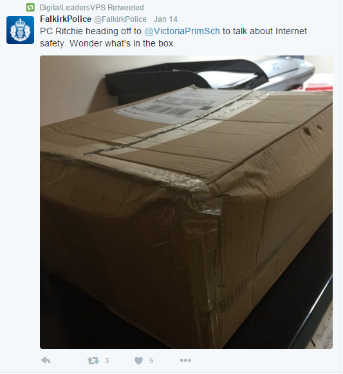 DigitalLeadersVPS Retweeted
FalkirkPolice @FalkirkPolice · Jan 14
PC Ritchie heading off to @VictoriaPrimSch to talk about Internet
safety. Wonder what's in the box.
3 5